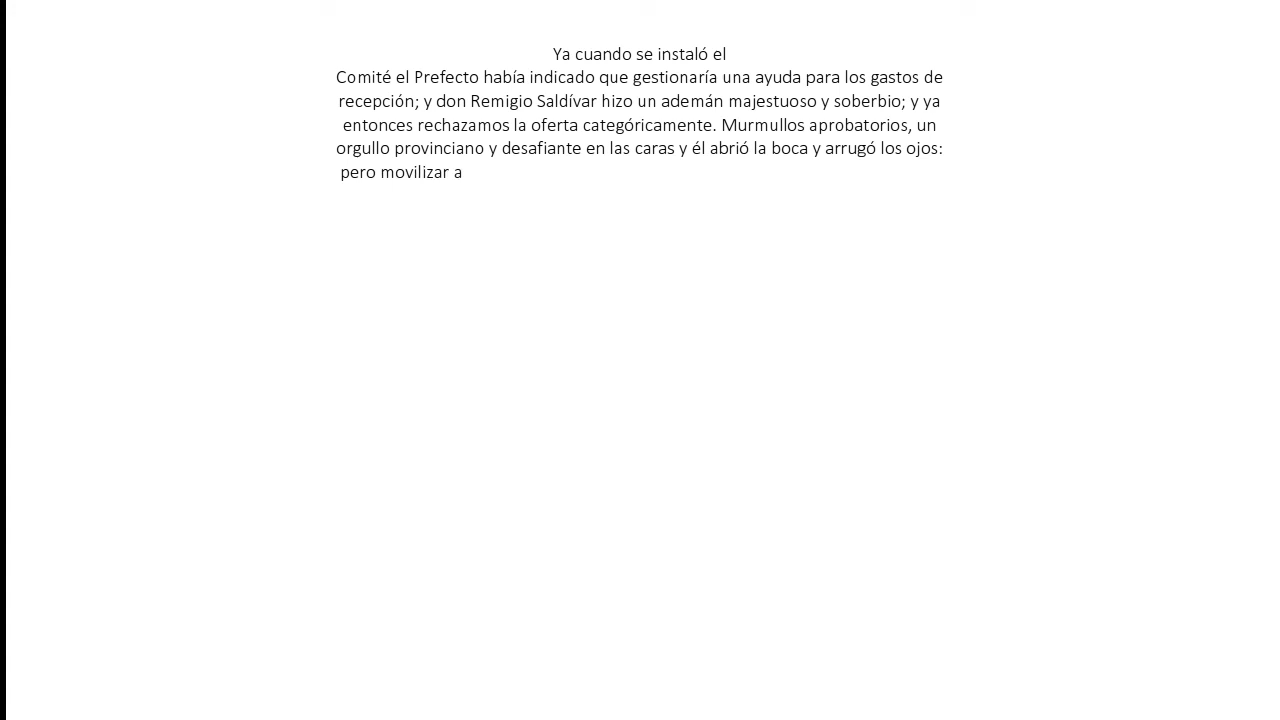 Ya cuando se instaló el
Comité el Prefecto había indicado que gestionaría una ayuda para los gastos de
recepción; y don Remigio Saldívar hizo un ademán majestuoso y soberbio; y ya
entonces rechazamos la oferta categóricamente. Murmullos aprobatorios, un
orgullo provinciano y desafiante en las caras y él abrió la boca y arrugó los ojos:
pero movilizar a